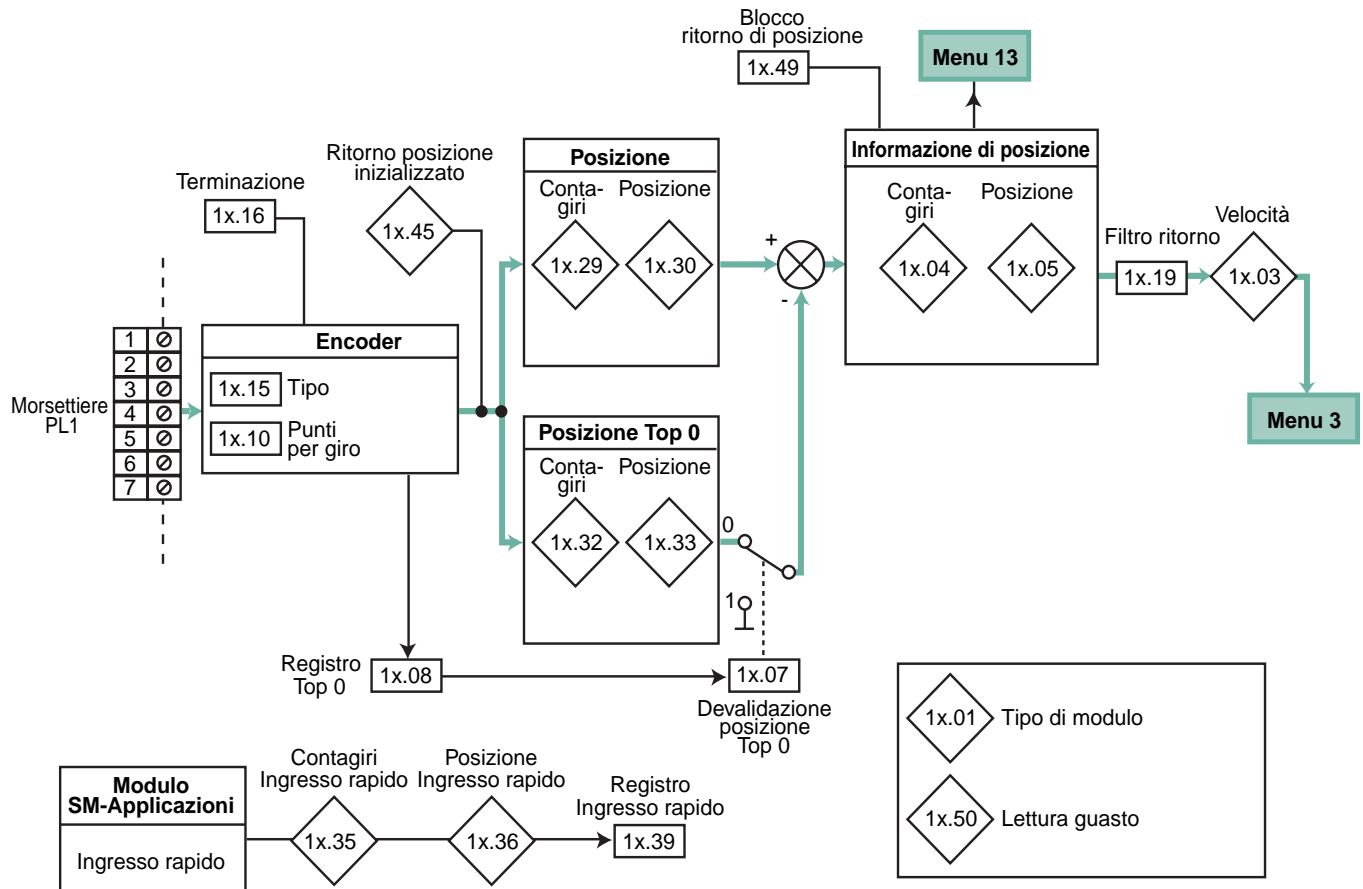 Blocco
ritorno di posizione
1x.49
Menu 13
Ritorno posizione
inizializzato
1x.45
Terminazione
1x.16
Posizione
Conta-
giri
Posizione
1x.29
1x.30
+
-
Informazione di posizione
Conta-
giri
Posizione
1x.04
1x.05
Filtro ritorno
1x.19
Velocità
1x.03
Menu 3
Morsettiere
PL1
1
2
3
4
5
6
7
Encoder
1x.15
Tipo
1x.10
Punti
per giro
Posizione Top 0
Conta-
giri
Posizione
1x.32
1x.33
0
1
Registro
Top 0
1x.08
1x.07
Devalidazione
posizione
Top 0
1x.01
Tipo di modulo
1x.50
Lettura guasto
Modulo
SM-Applicazioni
Ingresso rapido
Contagiri
Ingresso rapido
1x.35
Posizione
Ingresso rapido
1x.36
Registro
Ingresso rapido
1x.39